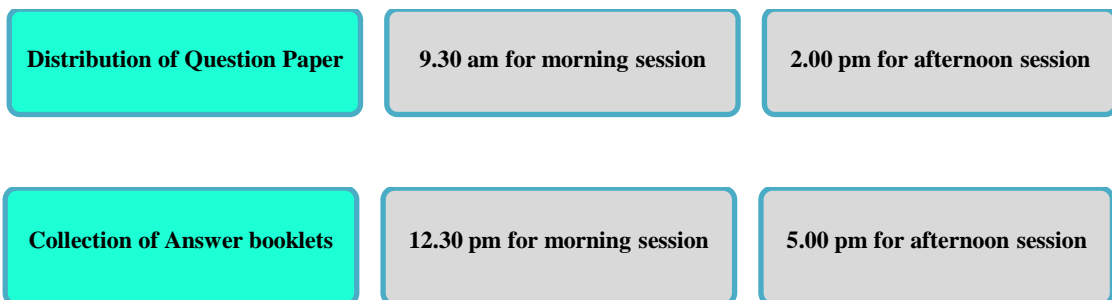 Distribution of Question Paper
9.30 am for morning session
2.00 pm for afternoon session
Collection of Answer booklets
12.30 pm for morning session
5.00 pm for afternoon session